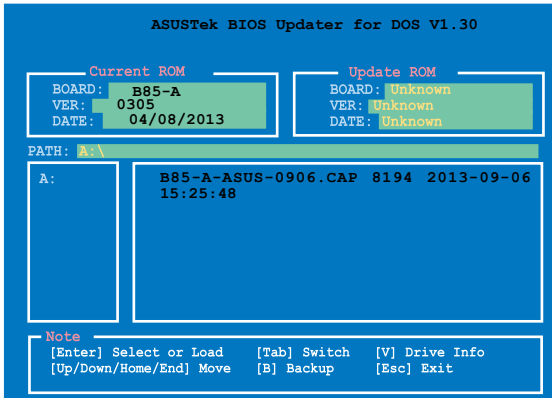 ASUSTek BIOS Updater for DOS V1.30
Current ROM
BOARD: B85-A
VER: 0305
DATE: 04/08/2013
Update ROM
BOARD: Unknown
VER: Unknown
DATE: Unknown
PATH: A:\
A:
B85-A-ASUS-0906.CAP 8194 2013-09-06
15:25:48
Note
[Enter] Select or Load [Tab] Switch [V] Drive Info
[Up/Down/Home/End] Move [B] Backup [Esc] Exit